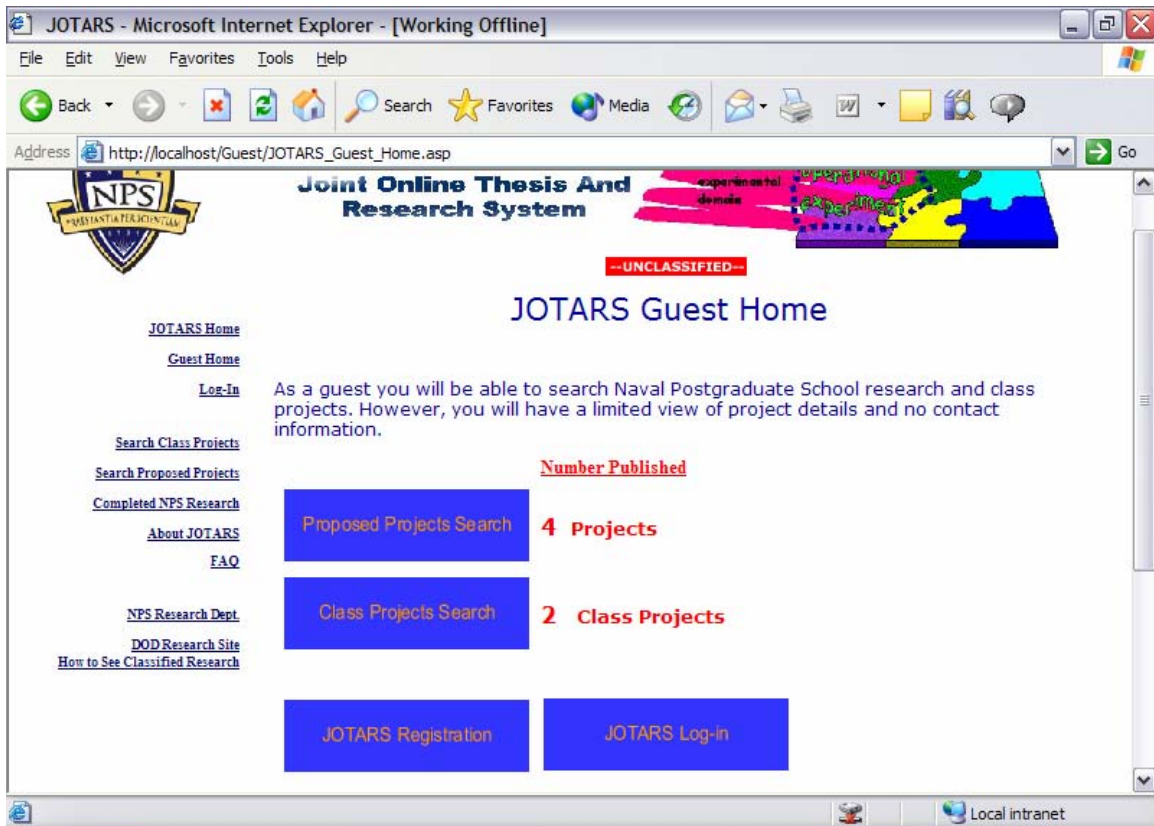 JOTARS - Microsoft Internet Explorer - [Working Offline]
File Edit View Favorites Tools Help
Back Search Favorites Media
Address http://localhost/Guest/JOTARS_Guest_Home.asp Go
NPS
Joint Online Thesis And
Research System
experimental
domain
operational
experiment
--UNCLASSIFIED--
JOTARS Guest Home
JOTARS Home
Guest Home
Log-In
Search Class Projects
Search Proposed Projects
Completed NPS Research
About JOTARS
FAQ
NPS Research Dept.
DOD Research Site
How to See Classified Research
As a guest you will be able to search Naval Postgraduate School research and class
projects. However, you will have a limited view of project details and no contact
information.
Number Published
Proposed Projects Search 4 Projects
Class Projects Search 2 Class Projects
JOTARS Registration JOTARS Log-in
Local intranet